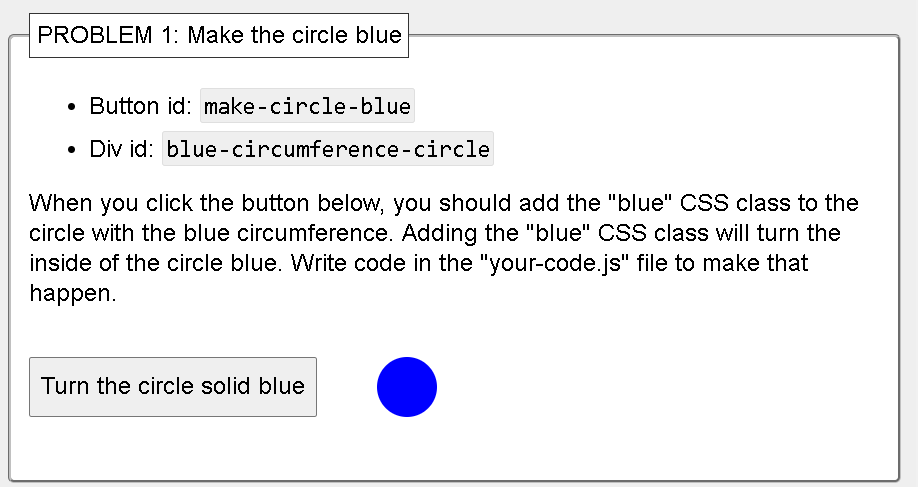 PROBLEM 1: Make the circle blue
• Button id: make-circle-blue
• Div id: blue-circumference-circle
When you click the button below, you should add the "blue" CSS class to the
circle with the blue circumference. Adding the "blue" CSS class will turn the
inside of the circle blue. Write code in the "your-code.js" file to make that
happen.
Turn the circle solid blue